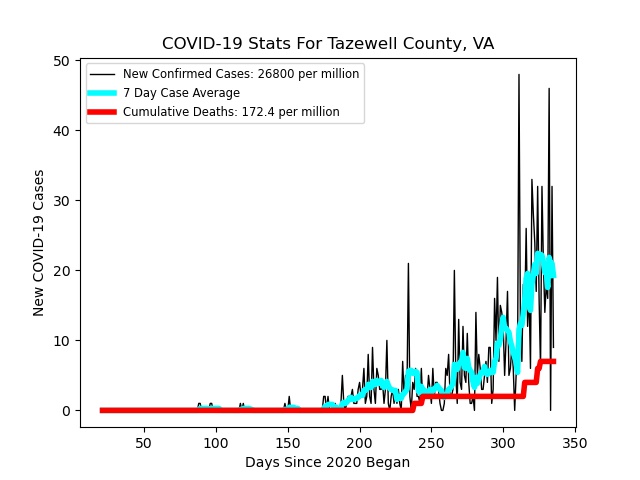 COVID-19 Stats For Tazewell County, VA
New Confirmed Cases: 26800 per million
7 Day Case Average
Cumulative Deaths: 172.4 per million
New COVID-19 Cases
50
40
30
20
10
0
50 100 150 200 250 300 350
Days Since 2020 Began